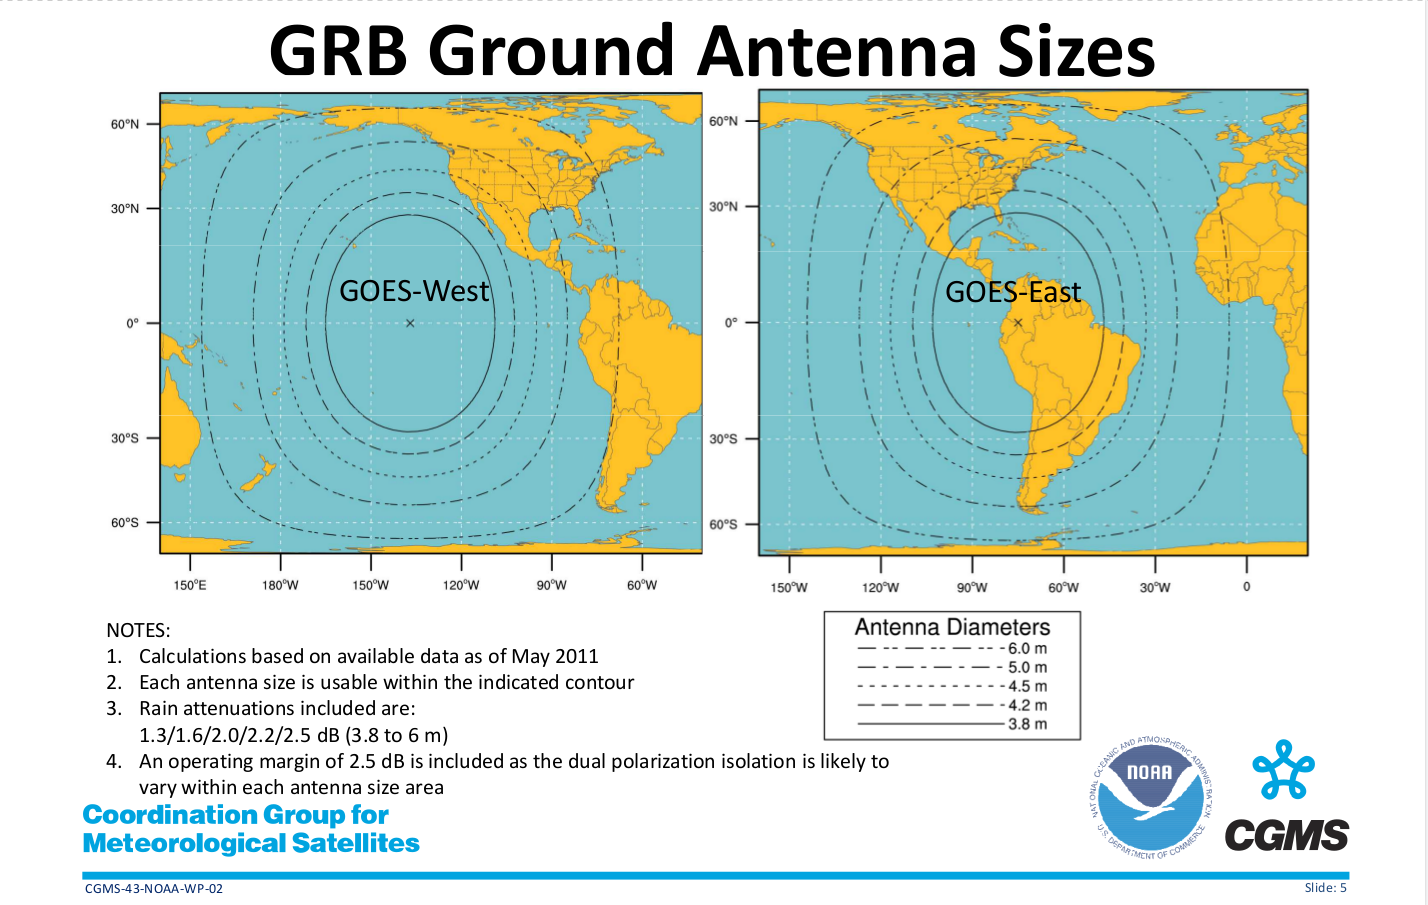 GRB Ground Antenna Sizes
60°N
30°N
0°
30°S
60°S
150°E
180°W
150°W
120°W
90°W
60°W
GOES-West
60°N
30°N
0°
30°S
60°S
150°W
120°W
90°W
60°W
30°W
0
GOES-East
NOTES:
1. Calculations based on available data as of May 2011
2. Each antenna size is usable within the indicated contour
3. Rain attenuations included are:
1.3/1.6/2.0/2.2/2.5 dB (3.8 to 6 m)
4. An operating margin of 2.5 dB is included as the dual polarization isolation is likely to
vary within each antenna size area
Antenna Diameters
6.0 m
5.0 m
4.5 m
4.2 m
3.8 m
Coordination Group for
Meteorological Satellites
NATIONAL OCEANIC AND ATMOSPHERIC ADMINISTRATION
NOAA
U.S. DEPARTMENT OF COMMERCE
CGMS
CGMS-43-NOAA-WP-02
Slide: 5